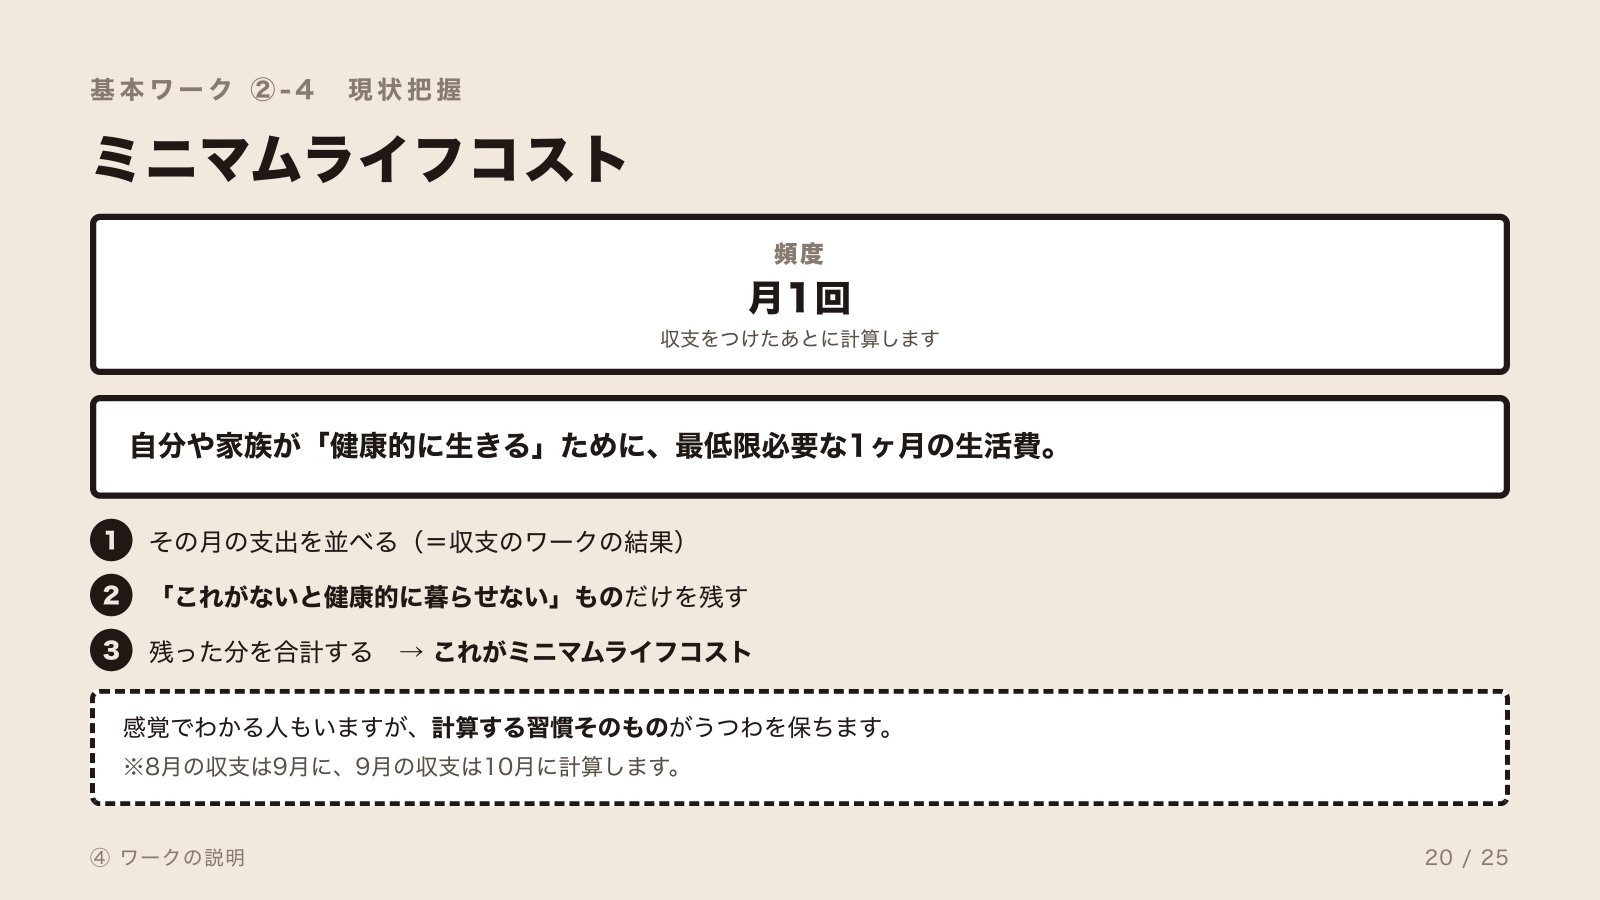 基本ワーク ②-4　現状把握
ミニマムライフコスト
頻度
月1回
収支をつけたあとに計算します
自分や家族が「健康的に生きる」ために、最低限必要な1ヶ月の生活費。
1 その月の支出を並べる（＝収支のワークの結果）
2 「これがないと健康的に暮らせない」ものだけを残す
3 残った分を合計する　→ これがミニマムライフコスト
感覚でわかる人もいますが、計算する習慣そのものがうつわを保ちます。
※8月の収支は9月に、9月の収支は10月に計算します。
④ ワークの説明
20 / 25